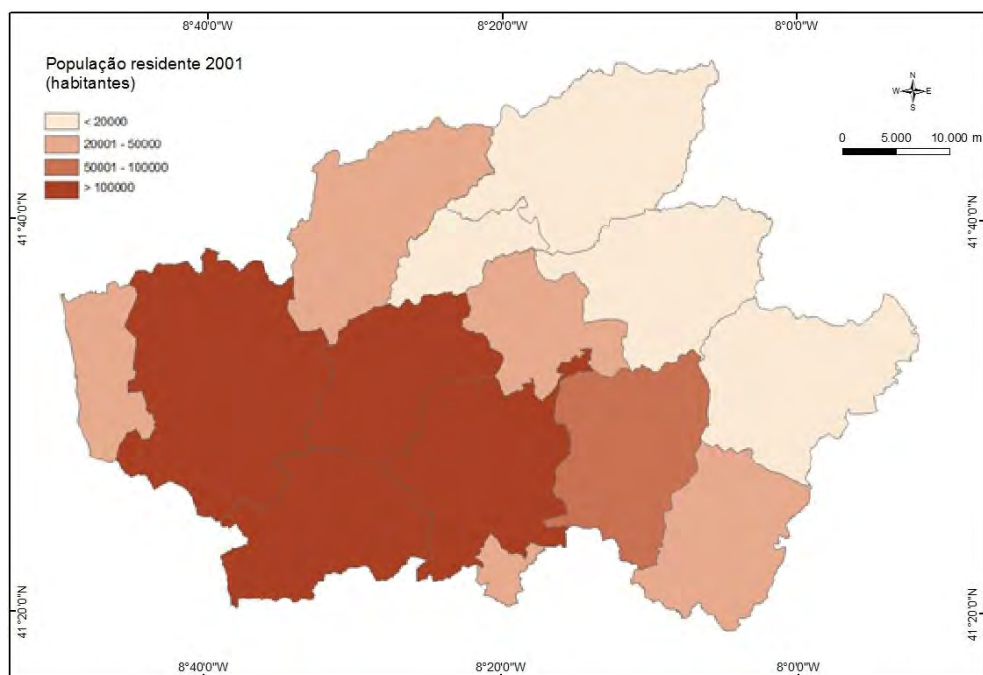 8°40'0"W 8°20'0"W 8°0'0"W
População residente 2001
(habitantes)
< 20000
20001 - 50000
50001 - 100000
> 100000
N
W E
S
0 5.000 10.000 m
41°40'0"N 41°40'0"N
41°20'0"N 41°20'0"N
8°40'0"W 8°20'0"W 8°0'0"W